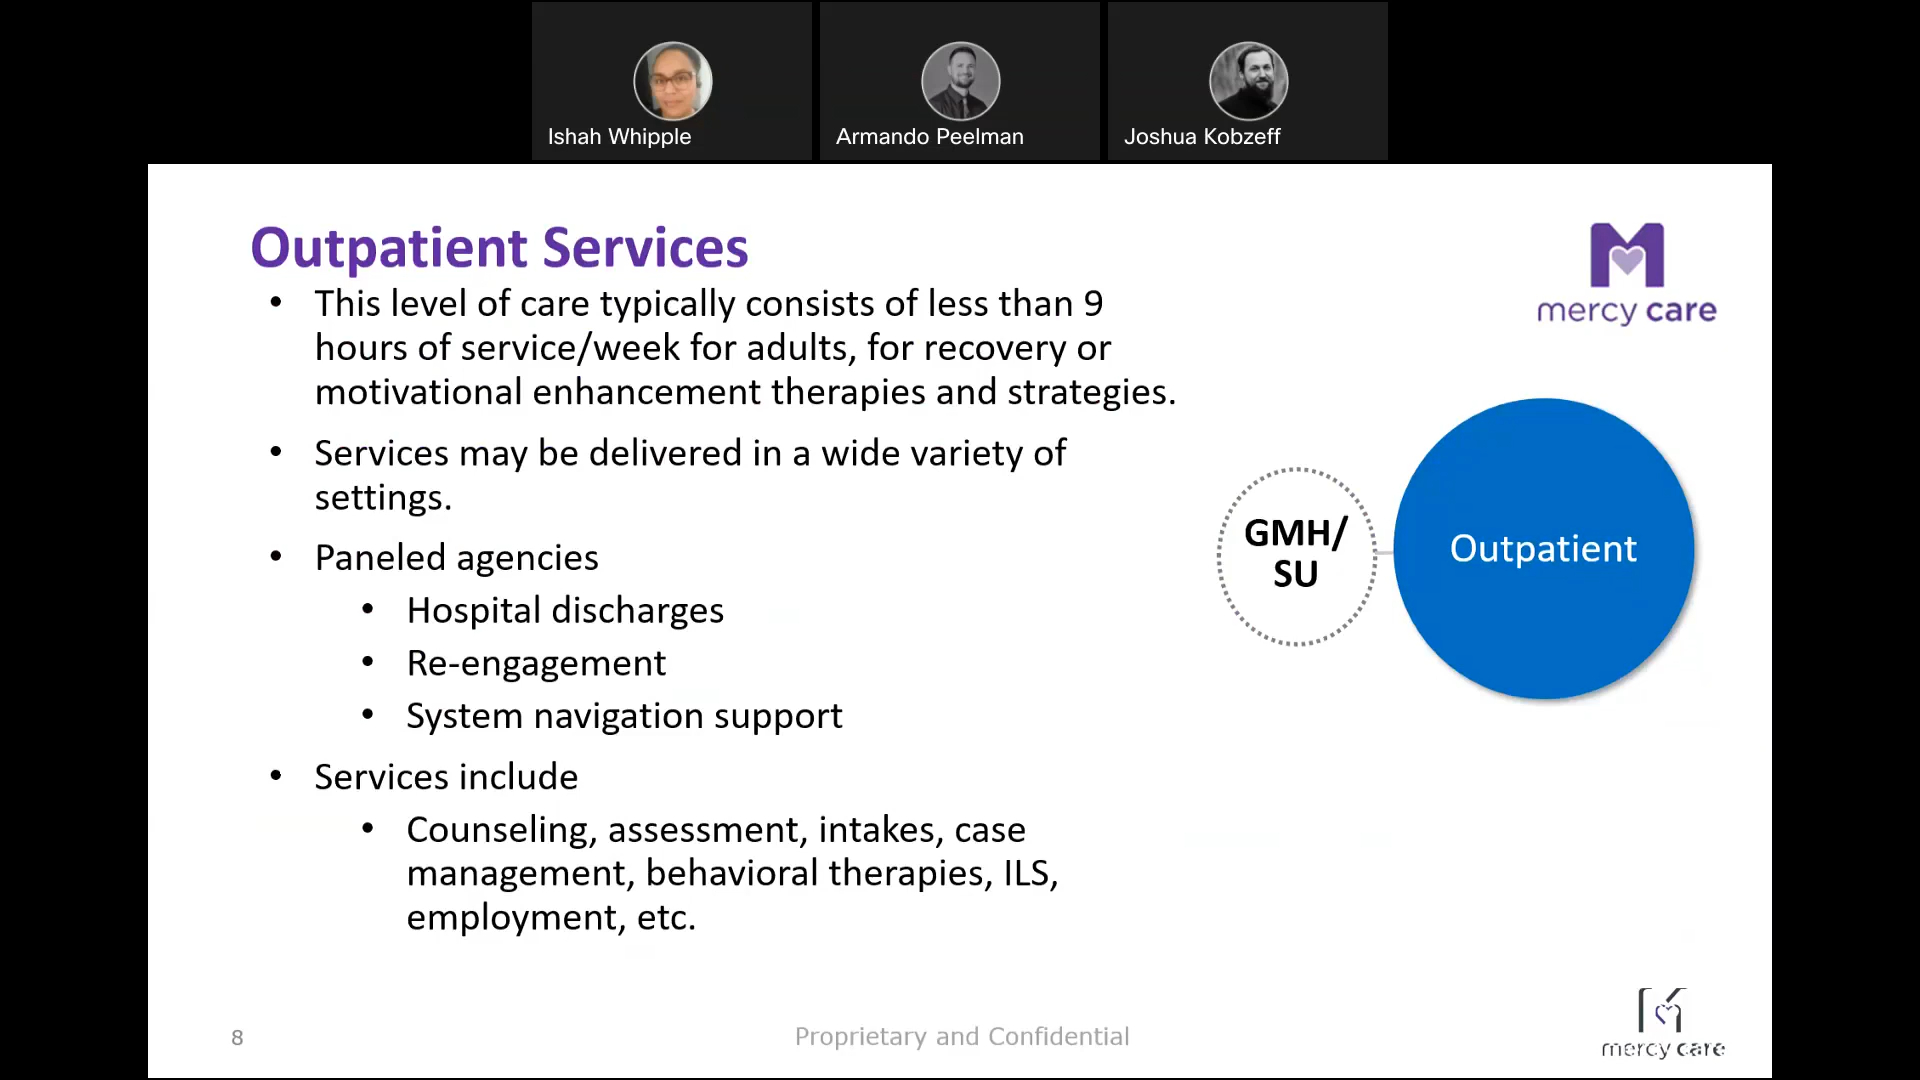 Ishah Whipple
Armando Peelman
Joshua Kobzeff
Outpatient Services
• This level of care typically consists of less than 9
hours of service/week for adults, for recovery or
motivational enhancement therapies and strategies.
• Services may be delivered in a wide variety of
settings.
• Paneled agencies
• Hospital discharges
• Re-engagement
• System navigation support
• Services include
• Counseling, assessment, intakes, case
management, behavioral therapies, ILS,
employment, etc.
mercy care
GMH/
SU
Outpatient
8
Proprietary and Confidential
mercy care